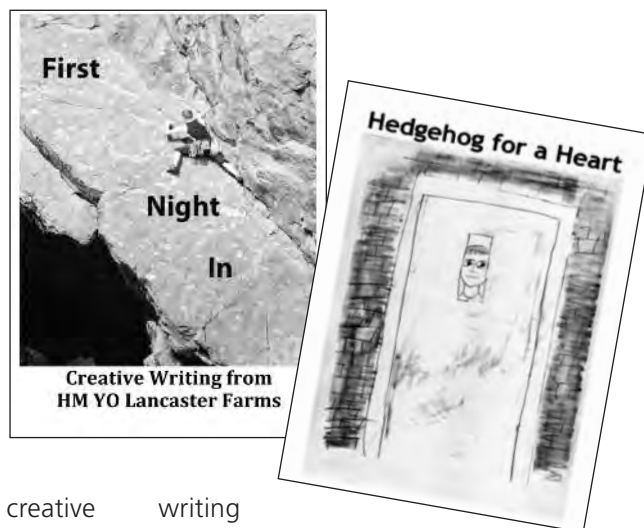 First
Night
In
Creative Writing from
HM YO Lancaster Farms
Hedgehog for a Heart
creative writing